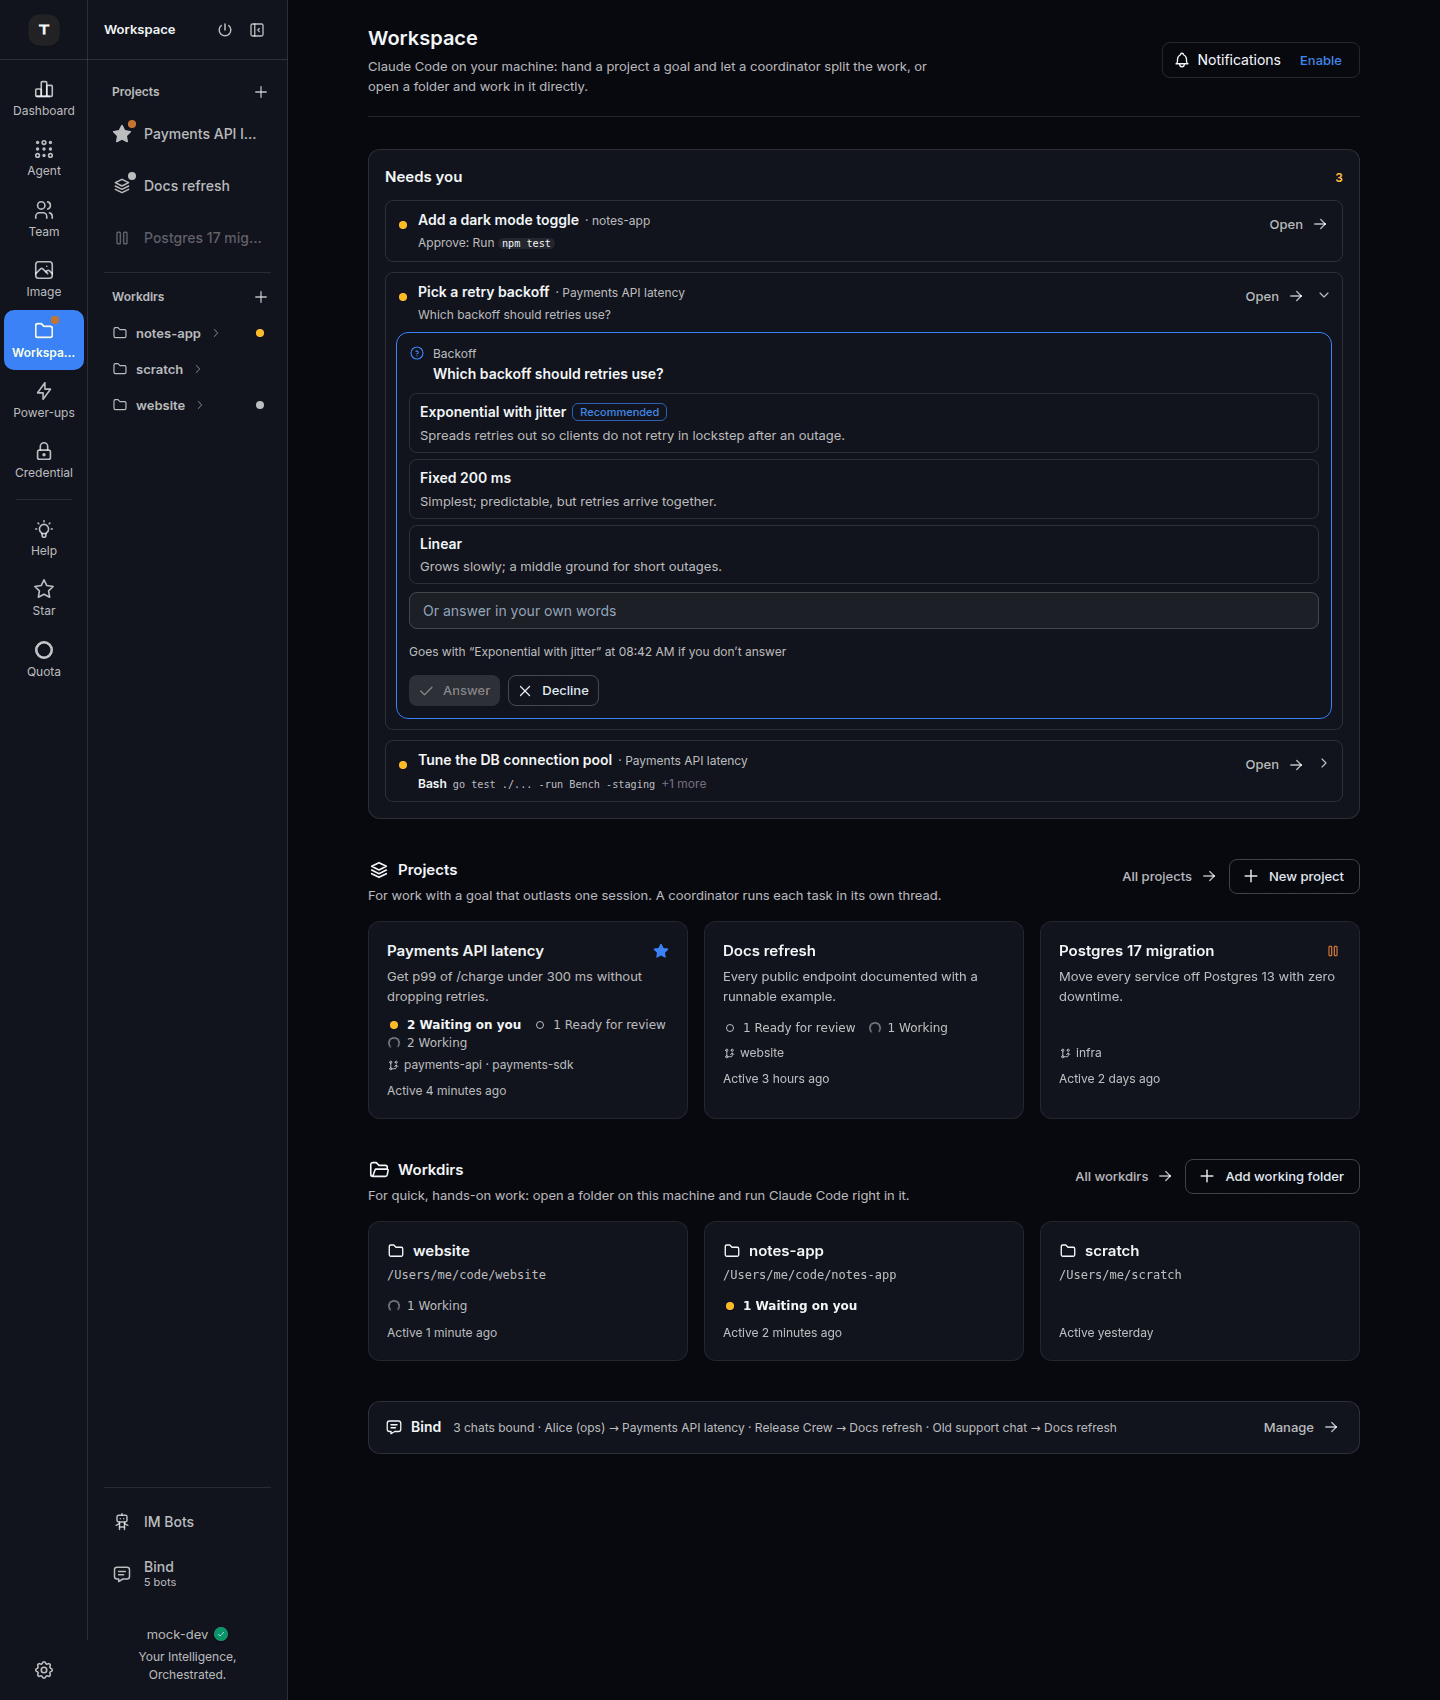 T
Workspace
Dashboard
Agent
Team
Image
Workspa...
Power-ups
Credential
Help
Star
Quota
Projects
Payments API l...
Docs refresh
Postgres 17 mig...
Workdirs
notes-app
scratch
website
IM Bots
Bind
5 bots
mock-dev
Your Intelligence,
Orchestrated.
Workspace
Claude Code on your machine: hand a project a goal and let a coordinator split the work, or
open a folder and work in it directly.
Notifications Enable
Needs you 3
Add a dark mode toggle · notes-app
Approve: Run npm test
Open
Pick a retry backoff · Payments API latency
Which backoff should retries use?
Open
Backoff
Which backoff should retries use?
Exponential with jitter Recommended
Spreads retries out so clients do not retry in lockstep after an outage.
Fixed 200 ms
Simplest; predictable, but retries arrive together.
Linear
Grows slowly; a middle ground for short outages.
Or answer in your own words
Goes with “Exponential with jitter” at 08:42 AM if you don’t answer
Answer Decline
Tune the DB connection pool · Payments API latency
Bash go test ./... -run Bench -staging +1 more
Open
Projects
For work with a goal that outlasts one session. A coordinator runs each task in its own thread.
All projects New project
Payments API latency
Get p99 of /charge under 300 ms without
dropping retries.
2 Waiting on you 1 Ready for review
2 Working
payments-api · payments-sdk
Active 4 minutes ago
Docs refresh
Every public endpoint documented with a
runnable example.
1 Ready for review 1 Working
website
Active 3 hours ago
Postgres 17 migration
Move every service off Postgres 13 with zero
downtime.
infra
Active 2 days ago
Workdirs
For quick, hands-on work: open a folder on this machine and run Claude Code right in it.
All workdirs Add working folder
website
/Users/me/code/website
1 Working
Active 1 minute ago
notes-app
/Users/me/code/notes-app
1 Waiting on you
Active 2 minutes ago
scratch
/Users/me/scratch
Active yesterday
Bind 3 chats bound · Alice (ops) → Payments API latency · Release Crew → Docs refresh · Old support chat → Docs refresh
Manage